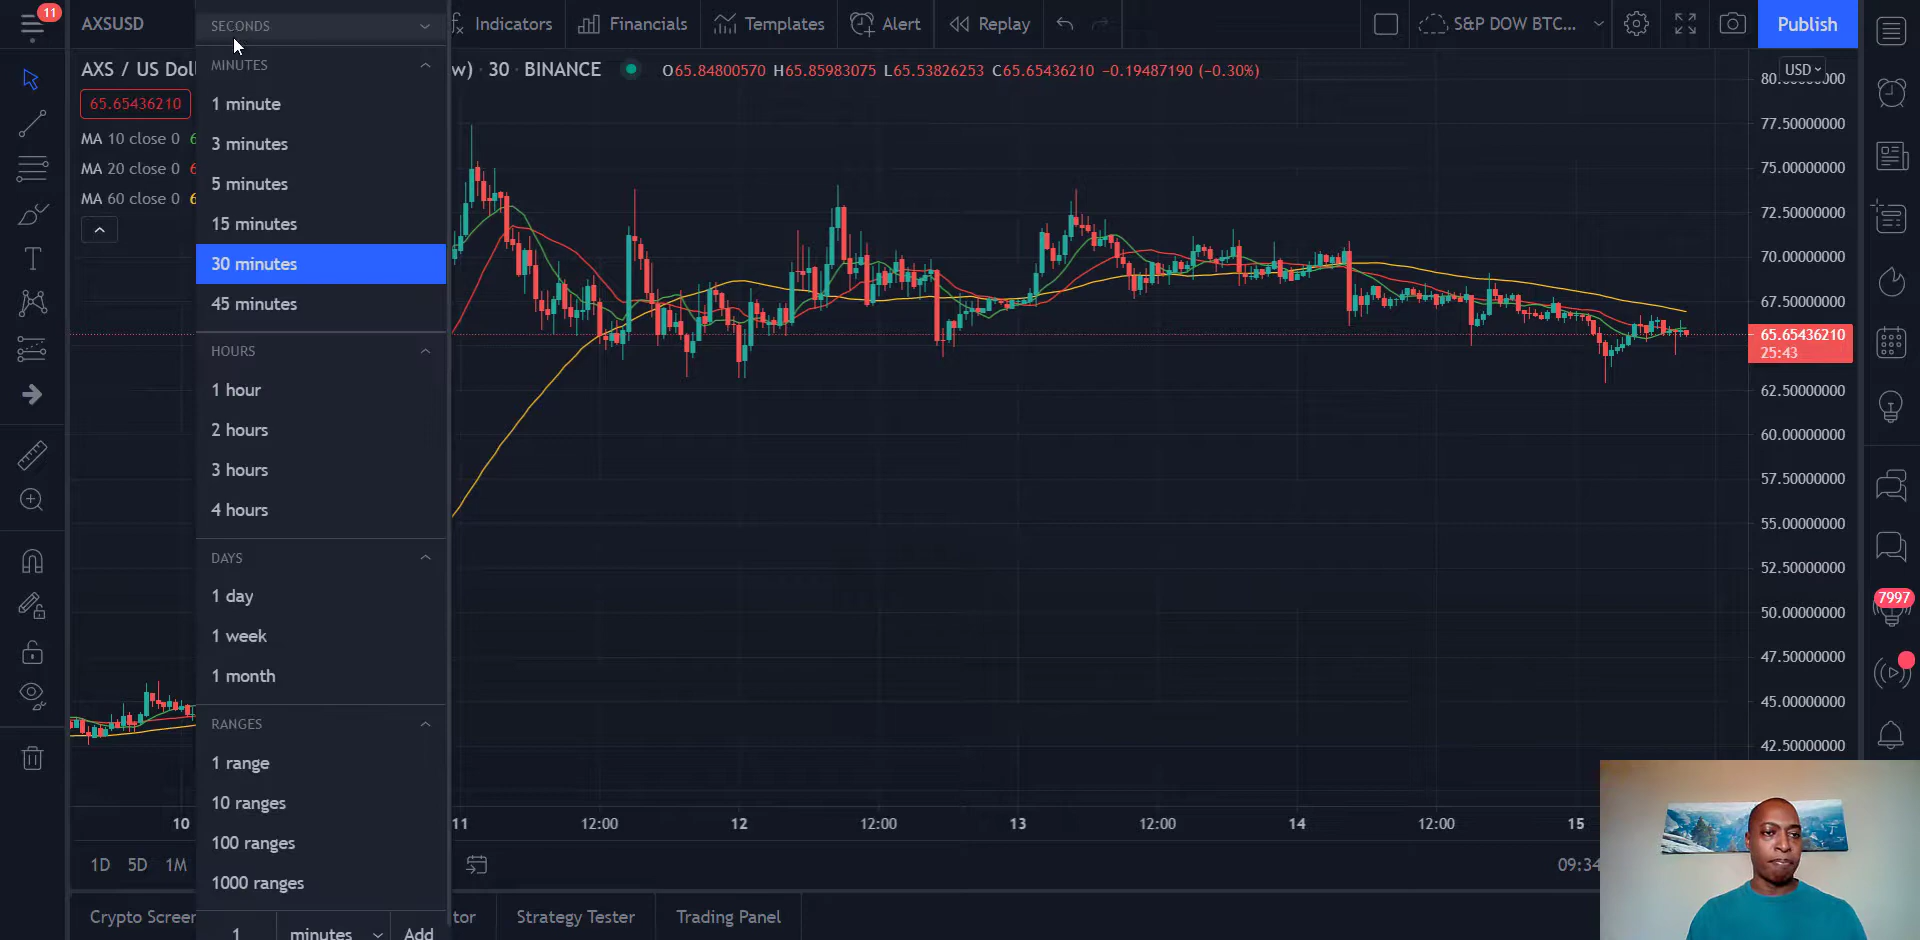 11
AXSUSD
SECONDS
Indicators
Financials
Templates
Alert
Replay
S&P DOW BTC...
Publish
AXS / US Doll
w) · 30 · BINANCE
O65.84800570 H65.85983075 L65.53826253 C65.65436210 −0.19487190 (−0.30%)
USD
65.65436210
MA 10 close 0 6
MA 20 close 0 6
MA 60 close 0 6
MINUTES
1 minute
3 minutes
5 minutes
15 minutes
30 minutes
45 minutes
HOURS
1 hour
2 hours
3 hours
4 hours
DAYS
1 day
1 week
1 month
RANGES
1 range
10 ranges
100 ranges
1000 ranges
1 minutes Add
77.50000000
75.00000000
72.50000000
70.00000000
67.50000000
65.65436210
25:43
62.50000000
60.00000000
57.50000000
55.00000000
52.50000000
50.00000000
47.50000000
45.00000000
42.50000000
7997
10
11
12:00
12
12:00
13
12:00
14
12:00
15
1D
5D
1M
09:34
Crypto Screen
tor
Strategy Tester
Trading Panel